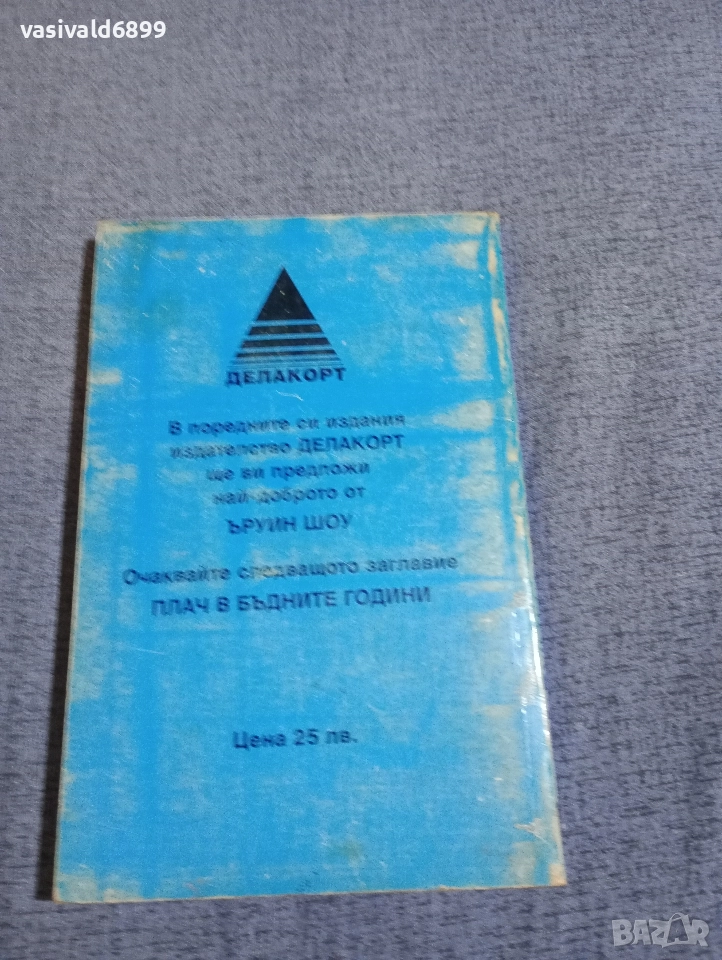 vasivald6899
ДЕЛАКОРТ
В поредните си издания
издателство ДЕЛАКОРТ
ще ви предложи
най-доброто от
ЪРУИН ШОУ
Очаквайте следващото заглавие
ПЛАЧ В БЪДНИТЕ ГОДИНИ
Цена 25 лв.
BAZAR